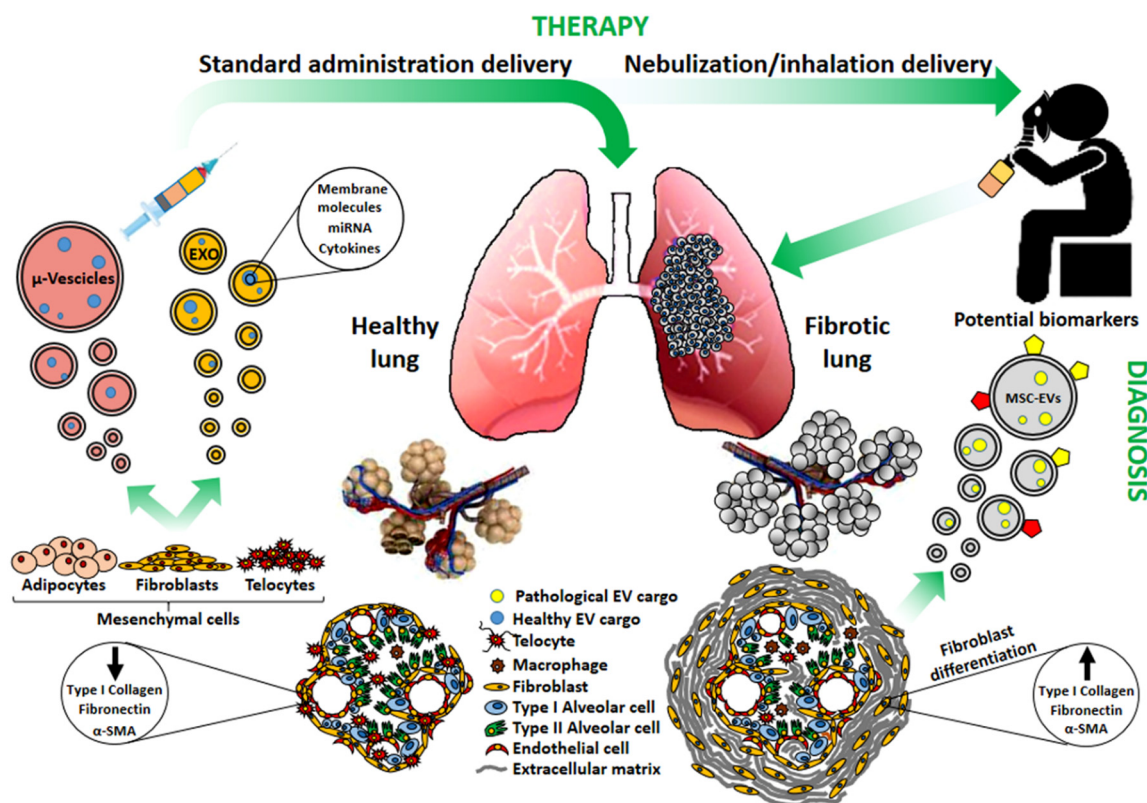 THERAPY
Standard administration delivery
Nebulization/inhalation delivery
Membrane
molecules
miRNA
Cytokines
EXO
μ-Vescicles
Healthy
lung
Fibrotic
lung
Potential biomarkers
MSC-EVs
DIAGNOSIS
Adipocytes
Fibroblasts
Telocytes
Mesenchymal cells
Type I Collagen
Fibronectin
α-SMA
Pathological EV cargo
Healthy EV cargo
Telocyte
Macrophage
Fibroblast
Type I Alveolar cell
Type II Alveolar cell
Endothelial cell
Extracellular matrix
Fibroblast
differentiation
Type I Collagen
Fibronectin
α-SMA